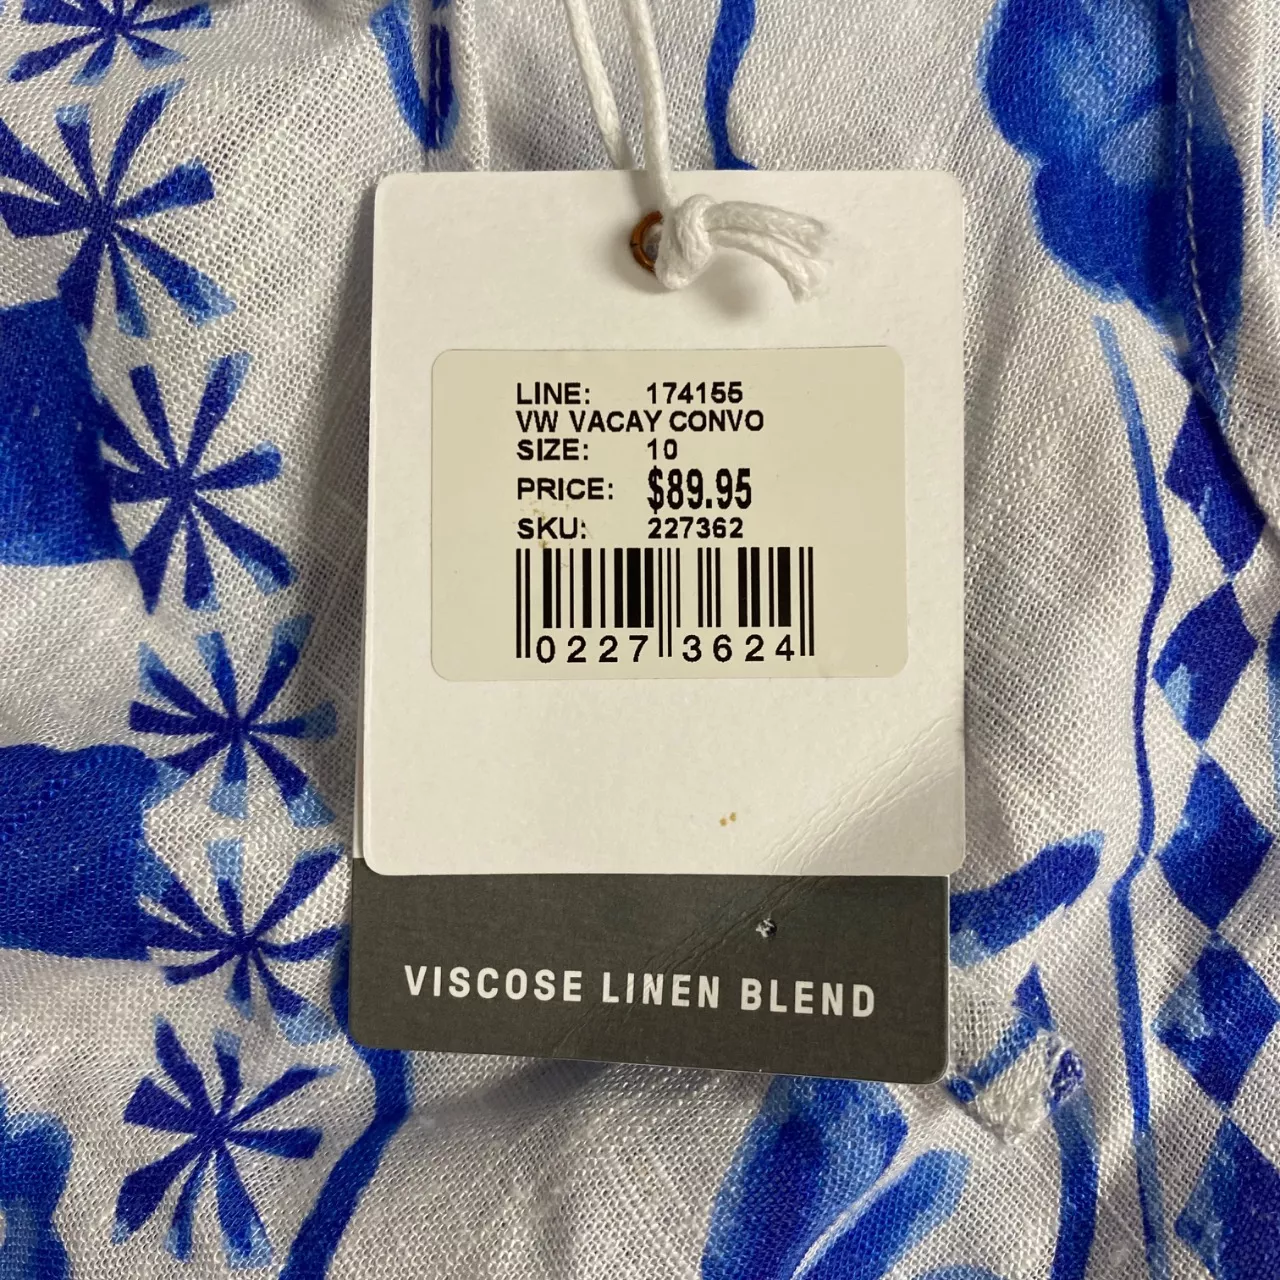 LINE: 174155
VW VACAY CONVO
SIZE: 10
PRICE: $89.95
SKU: 227362
0227 3624
VISCOSE LINEN BLEND